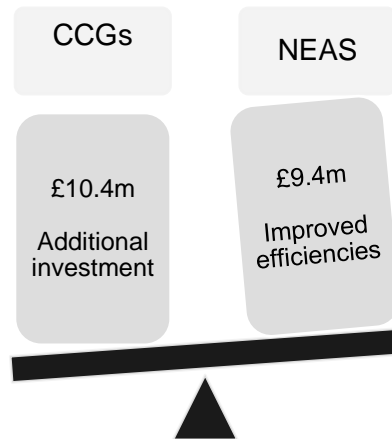 CCGs
NEAS
£10.4m
Additional
investment
£9.4m
Improved
efficiencies